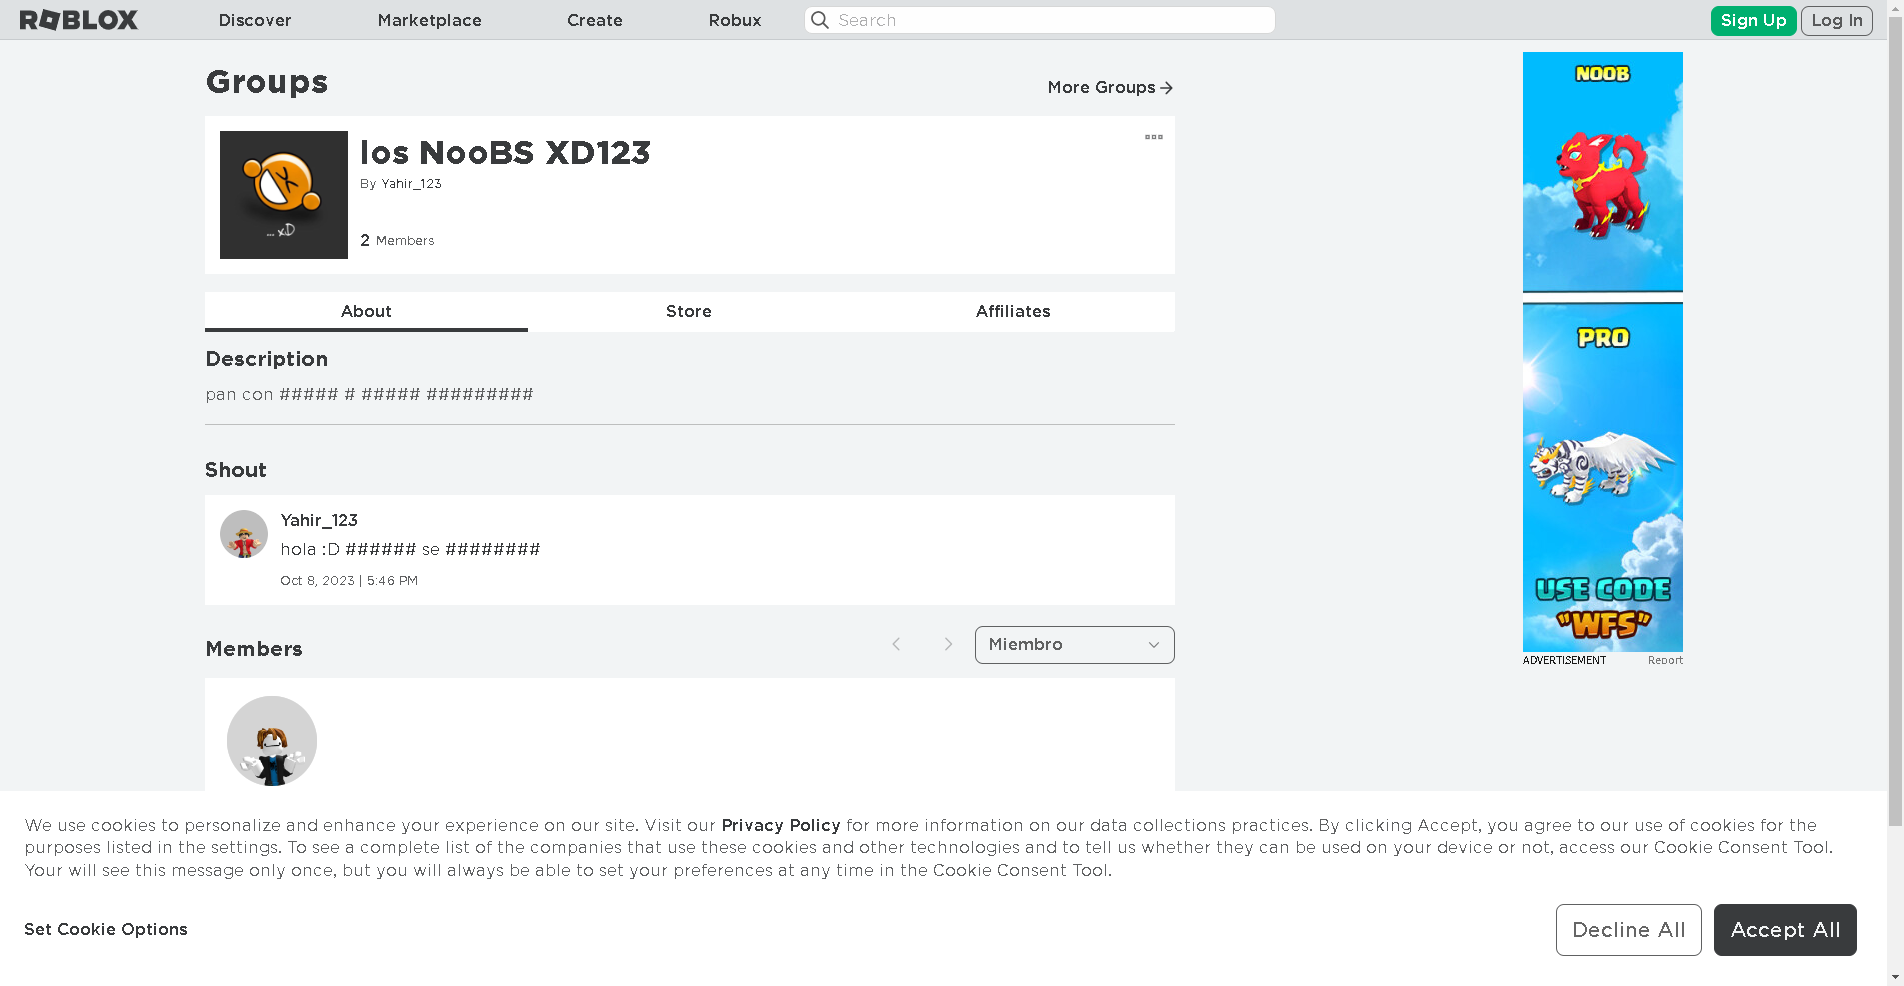 ROBLOX
Discover
Marketplace
Create
Robux
Search
Sign Up
Log In
Groups
More Groups
... xD
los NooBS XD123
By Yahir_123
2 Members
About
Store
Affiliates
Description
pan con ##### # ##### #########
Shout
Yahir_123
hola :D ###### se ########
Oct 8, 2023 | 5:46 PM
Members
Miembro
NOOB
PRO
USE CODE
"WFS"
ADVERTISEMENT
Report
We use cookies to personalize and enhance your experience on our site. Visit our Privacy Policy for more information on our data collections practices. By clicking Accept, you agree to our use of cookies for the
purposes listed in the settings. To see a complete list of the companies that use these cookies and other technologies and to tell us whether they can be used on your device or not, access our Cookie Consent Tool.
Your will see this message only once, but you will always be able to set your preferences at any time in the Cookie Consent Tool.
Set Cookie Options
Decline All
Accept All